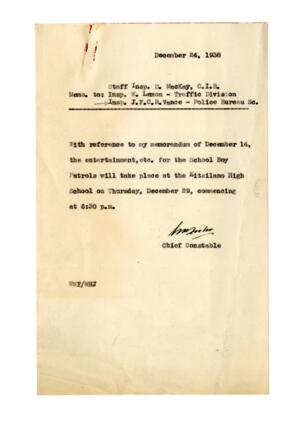 December 24, 1938
Staff Insp. D. MacKay, C.I.B.
Memo. to: Insp. W. Lemon - Traffic Division
Insp. J.F.C.B. Vance - Police Bureau Sc.
With reference to my memorandum of December 14,
the entertainment, etc. for the School Boy
Patrols will take place at the Kitsilano High
School on Thursday, December 29, commencing
at 6:30 p.m.
Chief Constable
WWF/WHJ